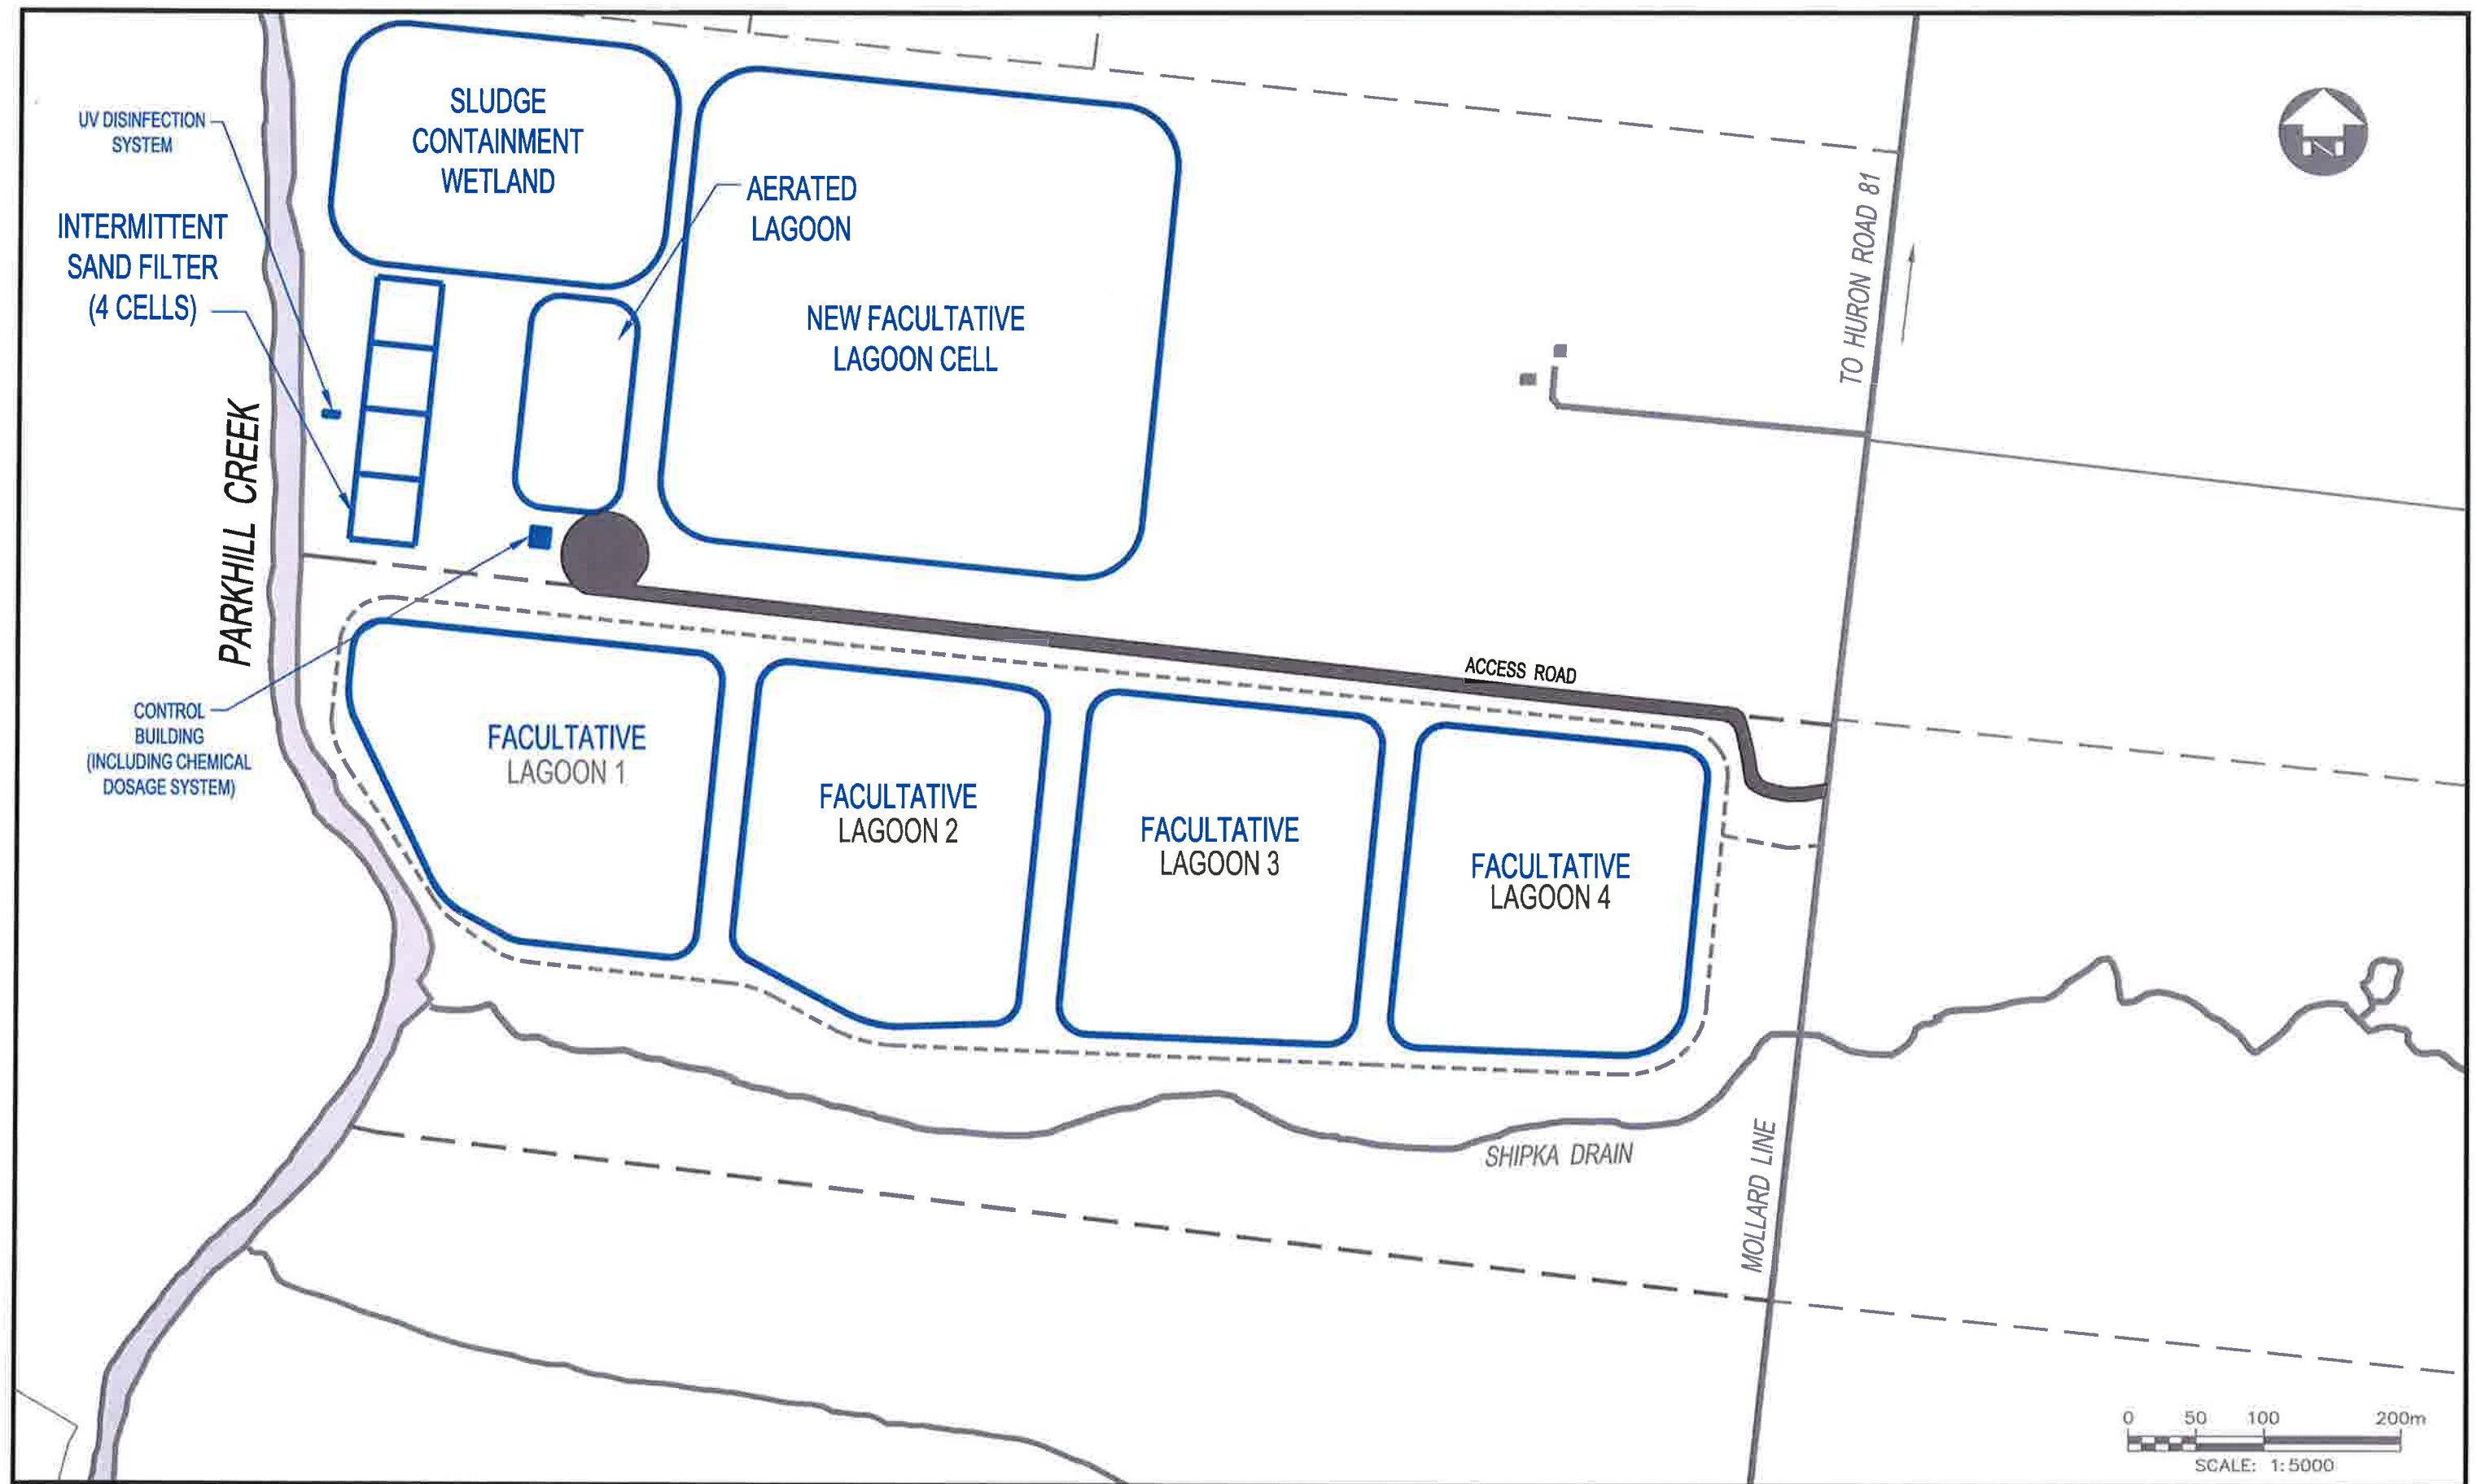 SLUDGE
CONTAINMENT
WETLAND
UV DISINFECTION
SYSTEM
AERATED
LAGOON
INTERMITTENT
SAND FILTER
(4 CELLS)
NEW FACULTATIVE
LAGOON CELL
N
TO HURON ROAD 81
PARKHILL CREEK
ACCESS ROAD
CONTROL
BUILDING
(INCLUDING CHEMICAL
DOSAGE SYSTEM)
FACULTATIVE
LAGOON 1
FACULTATIVE
LAGOON 2
FACULTATIVE
LAGOON 3
FACULTATIVE
LAGOON 4
SHIPKA DRAIN
MOLLARD LINE
0 50 100 200m
SCALE: 1:5000